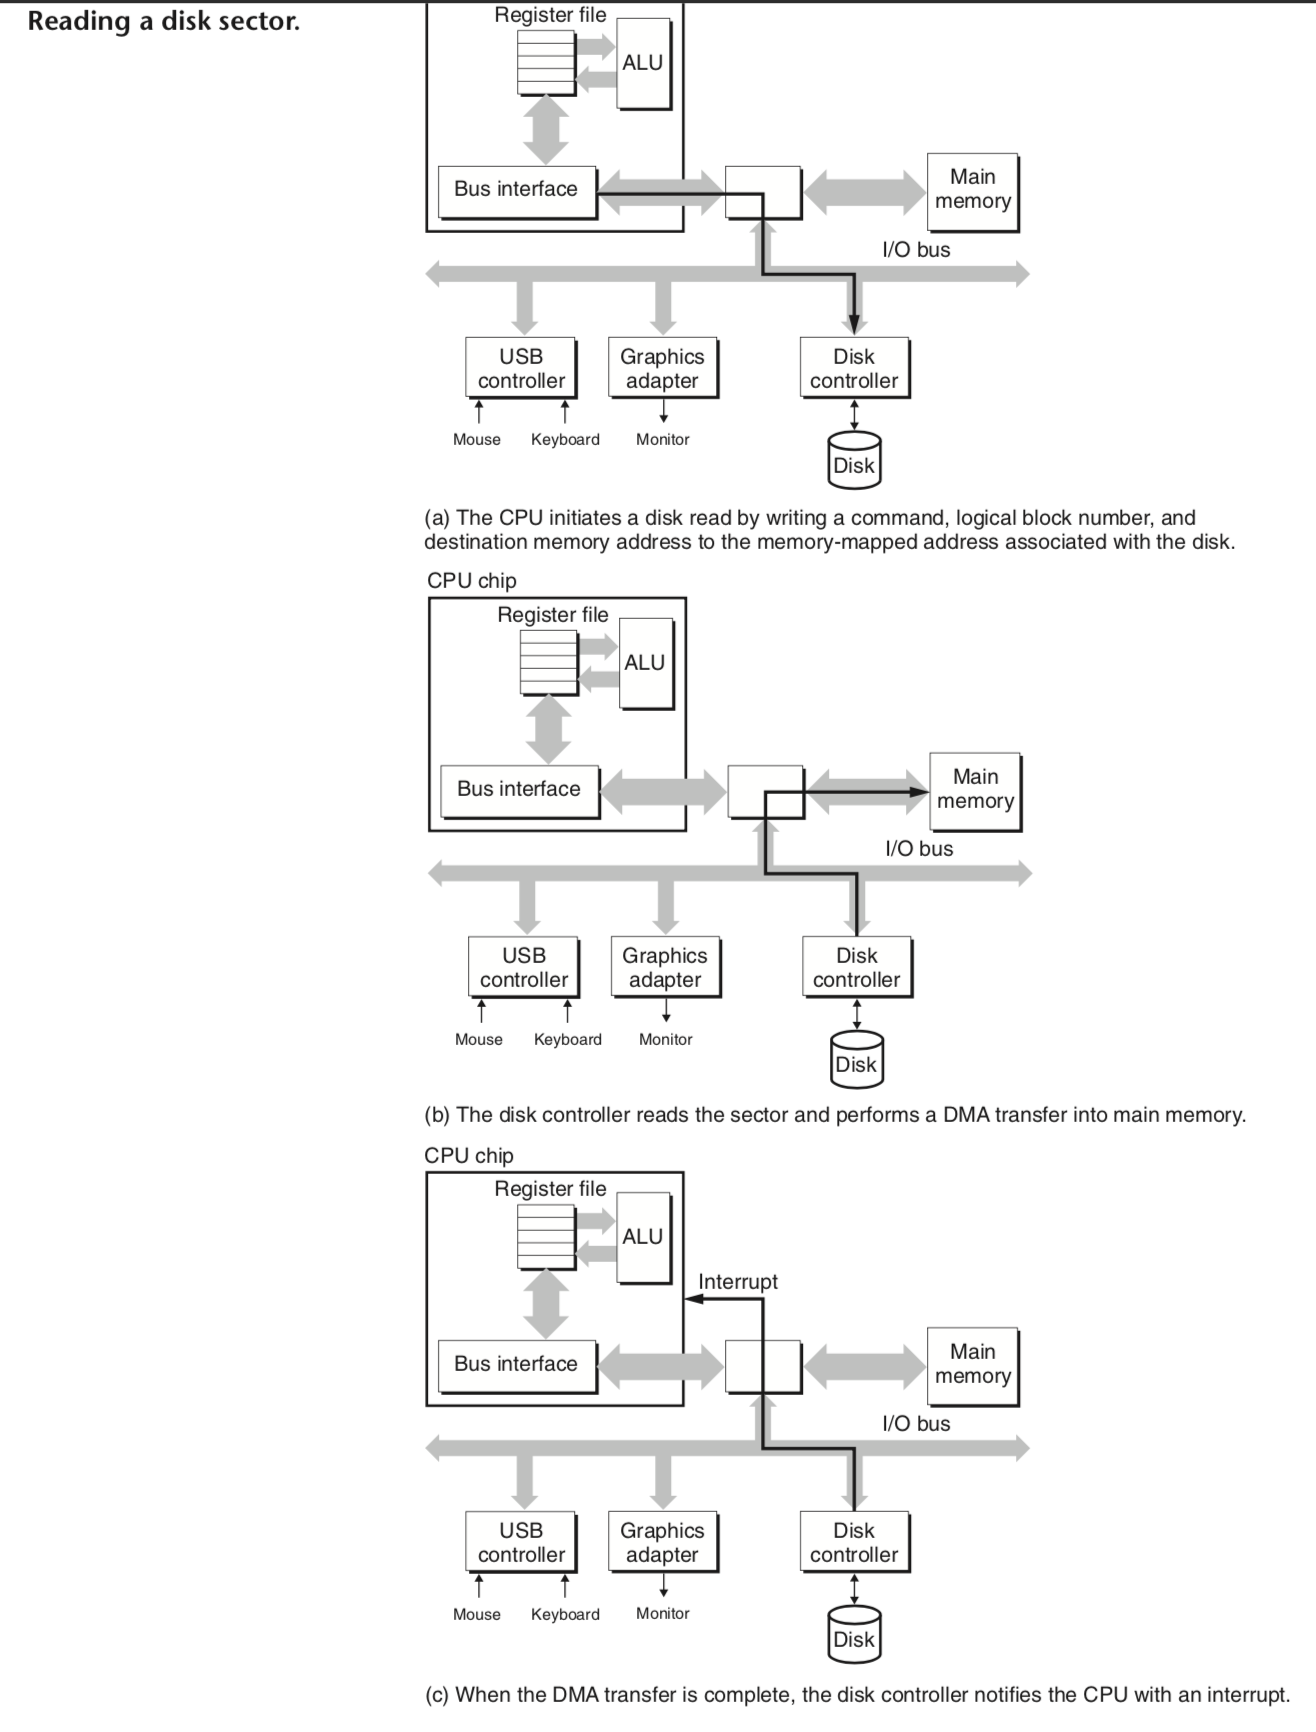 Reading a disk sector.
Register file
ALU
Bus interface
Main
memory
I/O bus
USB
controller
Graphics
adapter
Disk
controller
Mouse
Keyboard
Monitor
Disk
(a) The CPU initiates a disk read by writing a command, logical block number, and
destination memory address to the memory-mapped address associated with the disk.
CPU chip
Register file
ALU
Bus interface
Main
memory
I/O bus
USB
controller
Graphics
adapter
Disk
controller
Mouse
Keyboard
Monitor
Disk
(b) The disk controller reads the sector and performs a DMA transfer into main memory.
CPU chip
Register file
ALU
Interrupt
Bus interface
Main
memory
I/O bus
USB
controller
Graphics
adapter
Disk
controller
Mouse
Keyboard
Monitor
Disk
(c) When the DMA transfer is complete, the disk controller notifies the CPU with an interrupt.